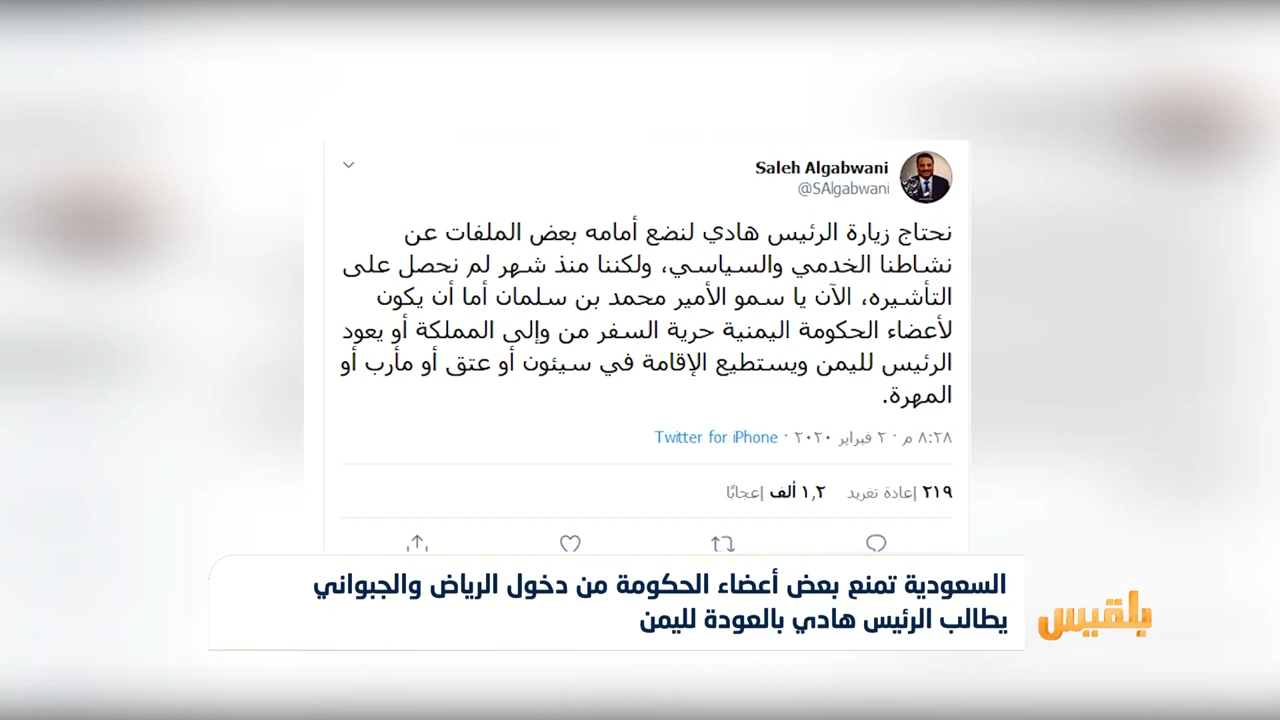 Saleh Algabwani
@SAlgabwani
نحتاج زيارة الرئيس هادي لنضع أمامه بعض الملفات عن
نشاطنا الخدمي والسياسي، ولكننا منذ شهر لم نحصل على
التأشيره، الآن يا سمو الأمير محمد بن سلمان أما أن يكون
لأعضاء الحكومة اليمنية حرية السفر من وإلى المملكة أو يعود
الرئيس لليمن ويستطيع الإقامة في سيئون أو عتق أو مأرب أو
المهرة.
٨:٢٨ م · ٢ فبراير ٢٠٢٠ · Twitter for iPhone
٢١٩ إعادة تغريد ١,٢ ألف إعجابًا
السعودية تمنع بعض أعضاء الحكومة من دخول الرياض والجبواني
يطالب الرئيس هادي بالعودة لليمن
بلقيس